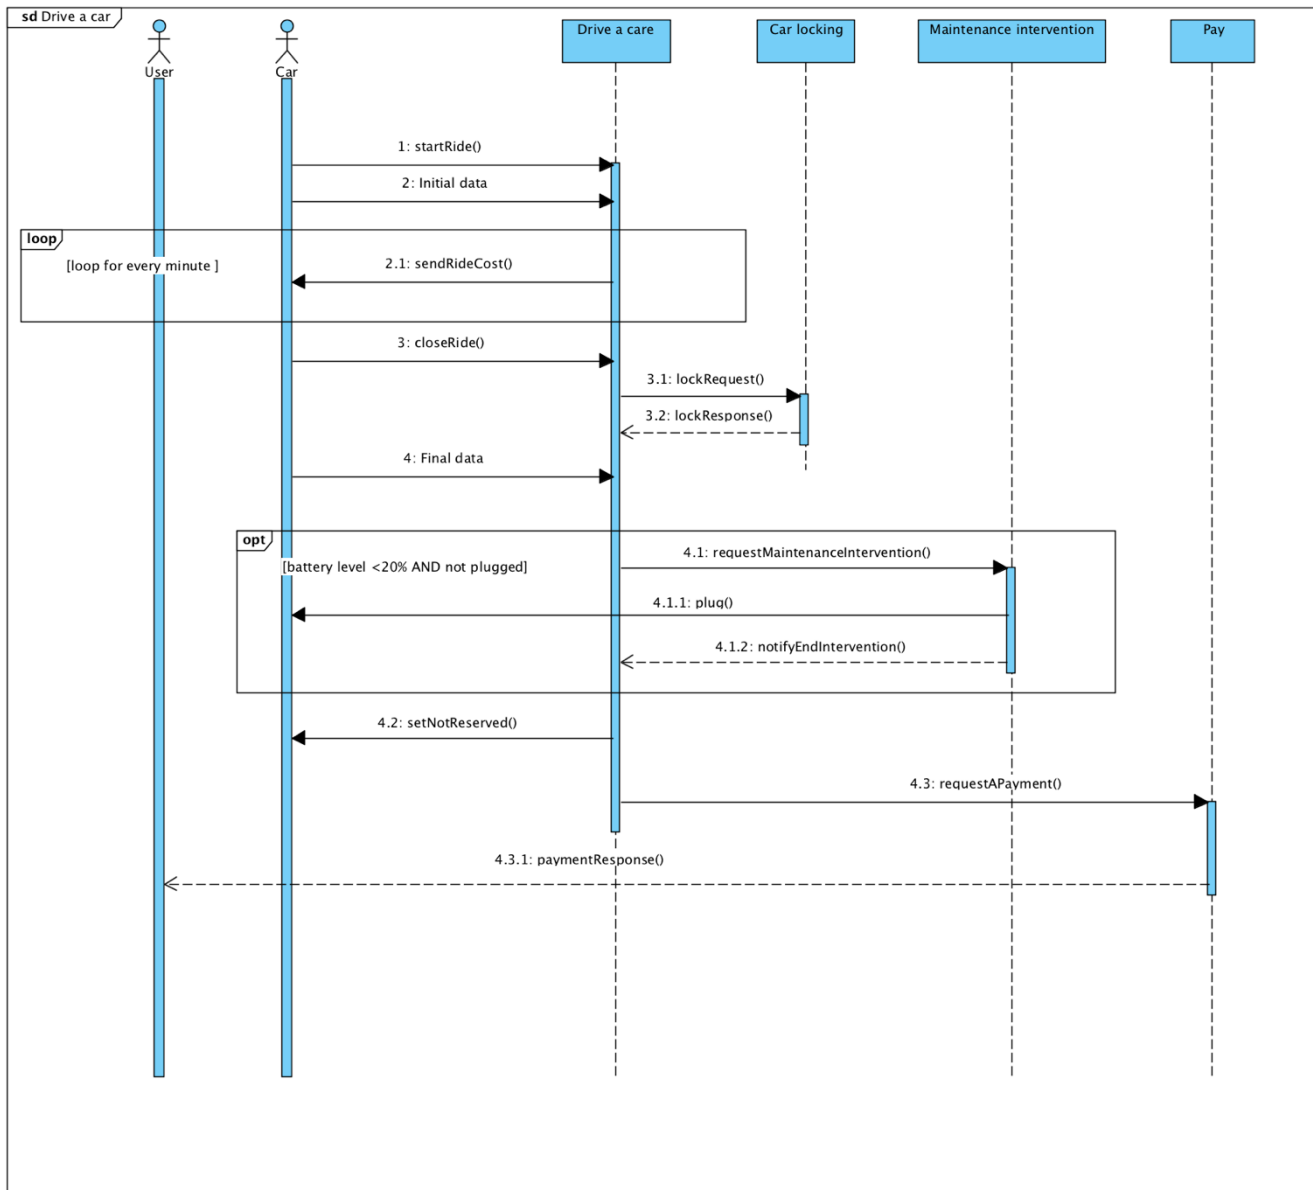 sd Drive a car
User
Car
Drive a care
Car locking
Maintenance intervention
Pay
1: startRide()
2: Initial data
loop
[loop for every minute ]
2.1: sendRideCost()
3: closeRide()
3.1: lockRequest()
3.2: lockResponse()
4: Final data
opt
[battery level <20% AND not plugged]
4.1: requestMaintenanceIntervention()
4.1.1: plug()
4.1.2: notifyEndIntervention()
4.2: setNotReserved()
4.3: requestAPayment()
4.3.1: paymentResponse()